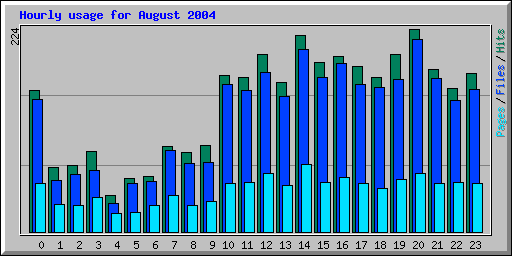 Hourly usage for August 2004
224
Pages / Files / Hits
0 1 2 3 4 5 6 7 8 9 10 11 12 13 14 15 16 17 18 19 20 21 22 23